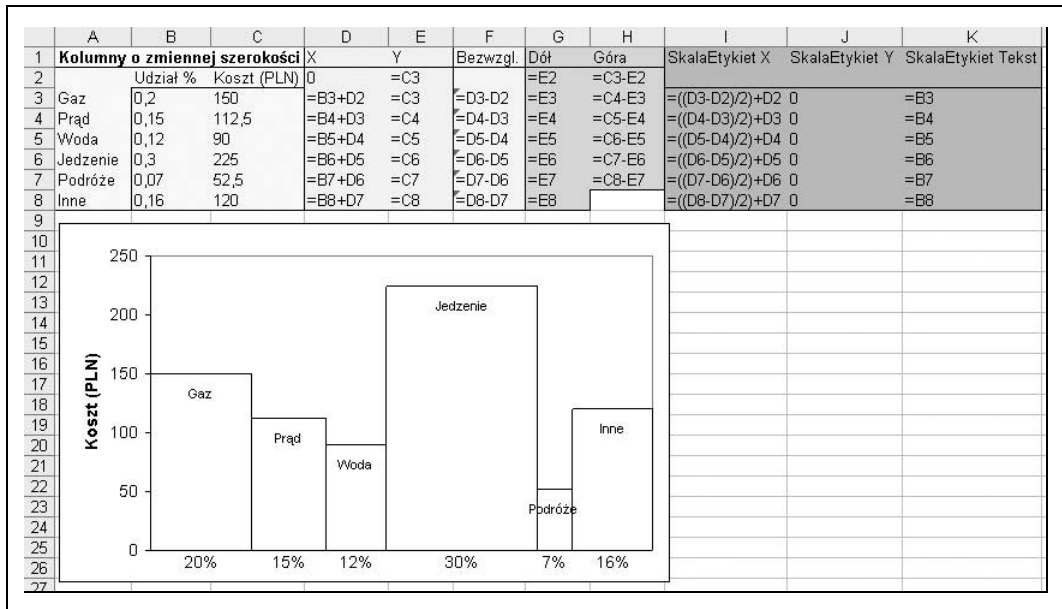 A B C D E F G H I J K
1 Kolumny o zmiennej szerokości X Y Bezwzgl. Dół Góra SkalaEtykiet X SkalaEtykiet Y SkalaEtykiet Tekst
2 Udział % Koszt (PLN) 0 =C3 =E2 =C3-E2
3 Gaz 0,2 150 =B3+D2 =C3 =D3-D2 =E3 =C4-E3 =((D3-D2)/2)+D2 0 =B3
4 Prąd 0,15 112,5 =B4+D3 =C4 =D4-D3 =E4 =C5-E4 =((D4-D3)/2)+D3 0 =B4
5 Woda 0,12 90 =B5+D4 =C5 =D5-D4 =E5 =C6-E5 =((D5-D4)/2)+D4 0 =B5
6 Jedzenie 0,3 225 =B6+D5 =C6 =D6-D5 =E6 =C7-E6 =((D6-D5)/2)+D5 0 =B6
7 Podróże 0,07 52,5 =B7+D6 =C7 =D7-D6 =E7 =C8-E7 =((D7-D6)/2)+D6 0 =B7
8 Inne 0,16 120 =B8+D7 =C8 =D8-D7 =E8 =((D8-D7)/2)+D7 0 =B8
9
10
11
12
13
14
15
16
17
18
19
20
21
22
23
24
25
26
27
Koszt (PLN)
250
200
150
100
50
0
Gaz
Prąd
Woda
Jedzenie
Podróże
Inne
20% 15% 12% 30% 7% 16%